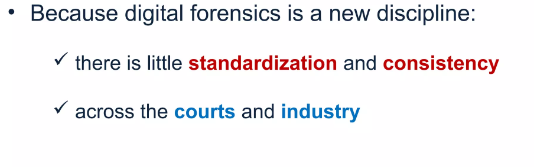 • Because digital forensics is a new discipline:
✓ there is little standardization and consistency
✓ across the courts and industry